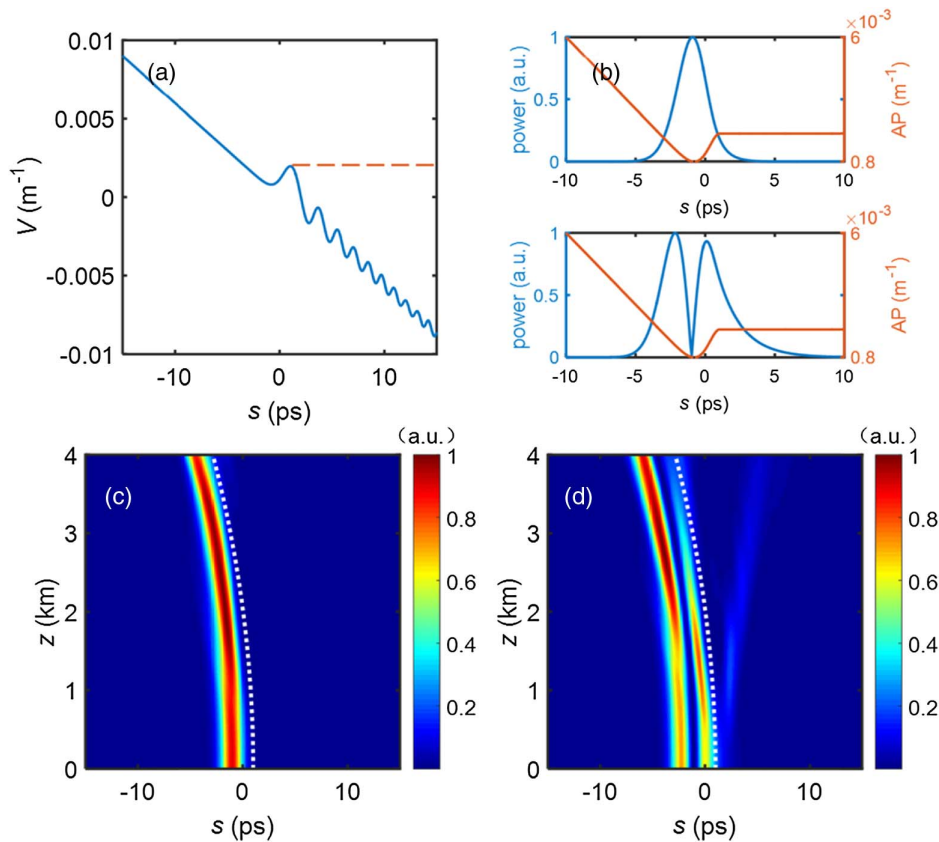 (a)
V (m⁻¹)
0.01
0.005
0
-0.005
-0.01
-10 0 10
s (ps)
(b)
×10⁻³
power (a.u.)
1
0.5
0
6
0.8
AP (m⁻¹)
-10 -5 0 5 10
s (ps)
×10⁻³
power (a.u.)
1
0.5
0
6
0.8
AP (m⁻¹)
-10 -5 0 5 10
s (ps)
(c)
(a.u.)
z (km)
4
3
2
1
0
-10 0 10
s (ps)
1
0.8
0.6
0.4
0.2
(d)
(a.u.)
z (km)
4
3
2
1
0
-10 0 10
s (ps)
1
0.8
0.6
0.4
0.2